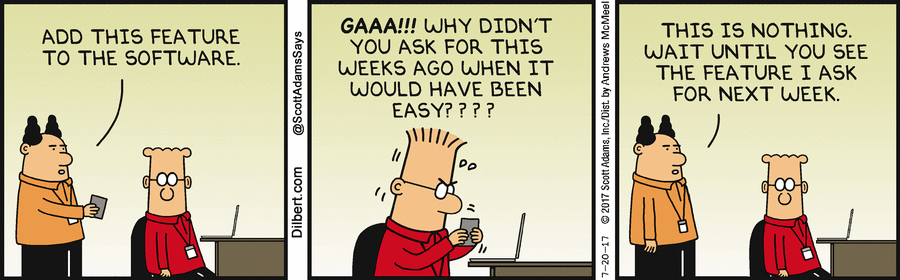 ADD THIS FEATURE
TO THE SOFTWARE.
Dilbert.com @ScottAdamsSays
GAAA!!! WHY DIDN'T
YOU ASK FOR THIS
WEEKS AGO WHEN IT
WOULD HAVE BEEN
EASY????
7-20-17 © 2017 Scott Adams, Inc./Dist. by Andrews McMeel
THIS IS NOTHING.
WAIT UNTIL YOU SEE
THE FEATURE I ASK
FOR NEXT WEEK.